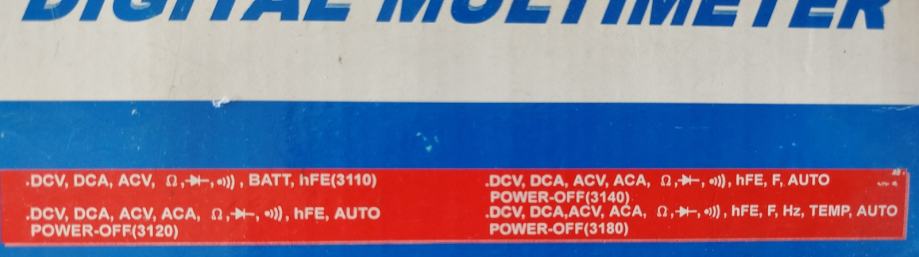 DIGITAL MULTIMETER
.DCV, DCA, ACV, Ω,➔⊢,•))), BATT, hFE(3110)
.DCV, DCA, ACV, ACA, Ω,➔⊢,•))), hFE, AUTO
POWER-OFF(3120)
.DCV, DCA, ACV, ACA, Ω,➔⊢,•))), hFE, F, AUTO
POWER-OFF(3140)
.DCV, DCA,ACV, ACA, Ω,➔⊢,•))), hFE, F, Hz, TEMP, AUTO
POWER-OFF(3180)